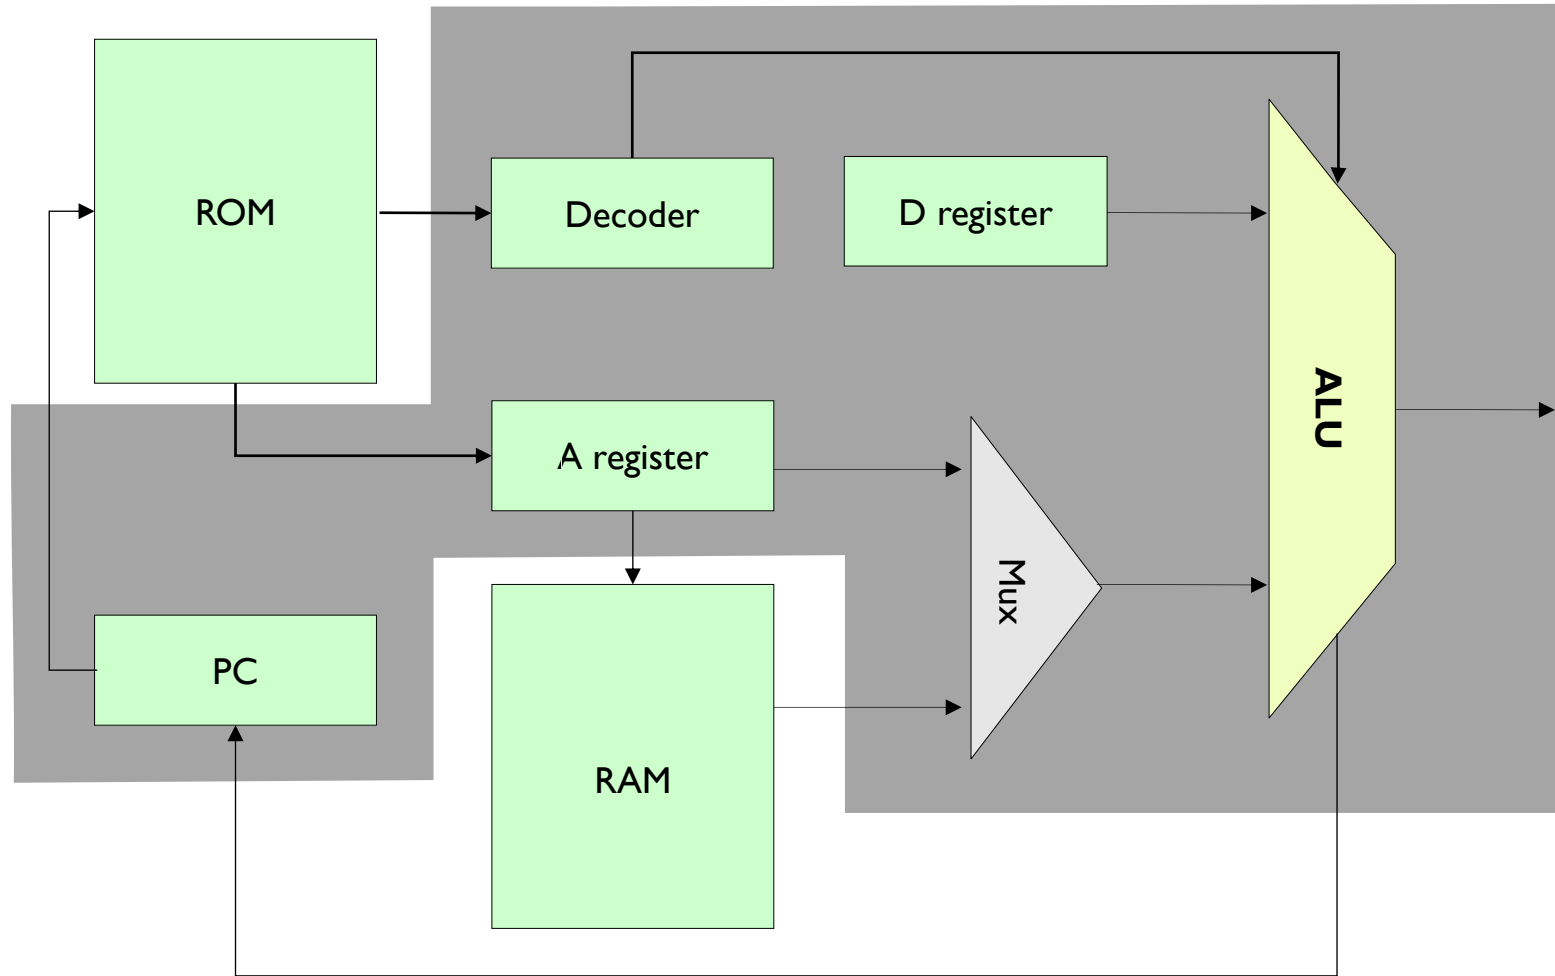 ROM
Decoder
D register
ALU
A register
Mux
PC
RAM